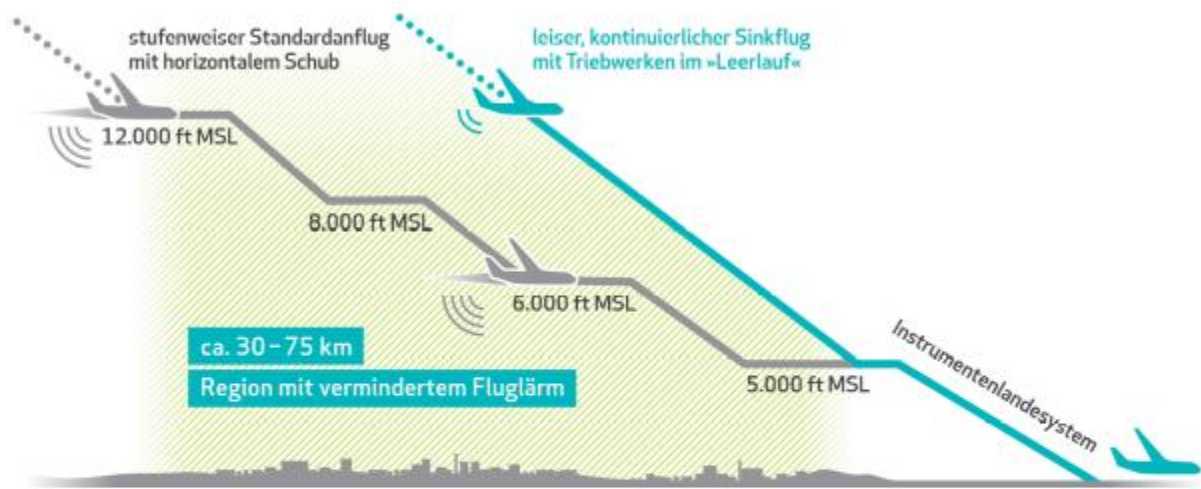 stufenweiser Standardanflug
mit horizontalem Schub
leiser, kontinuierlicher Sinkflug
mit Triebwerken im »Leerlauf«
12.000 ft MSL
8.000 ft MSL
6.000 ft MSL
5.000 ft MSL
Instrumentenlandesystem
ca. 30–75 km
Region mit vermindertem Fluglärm